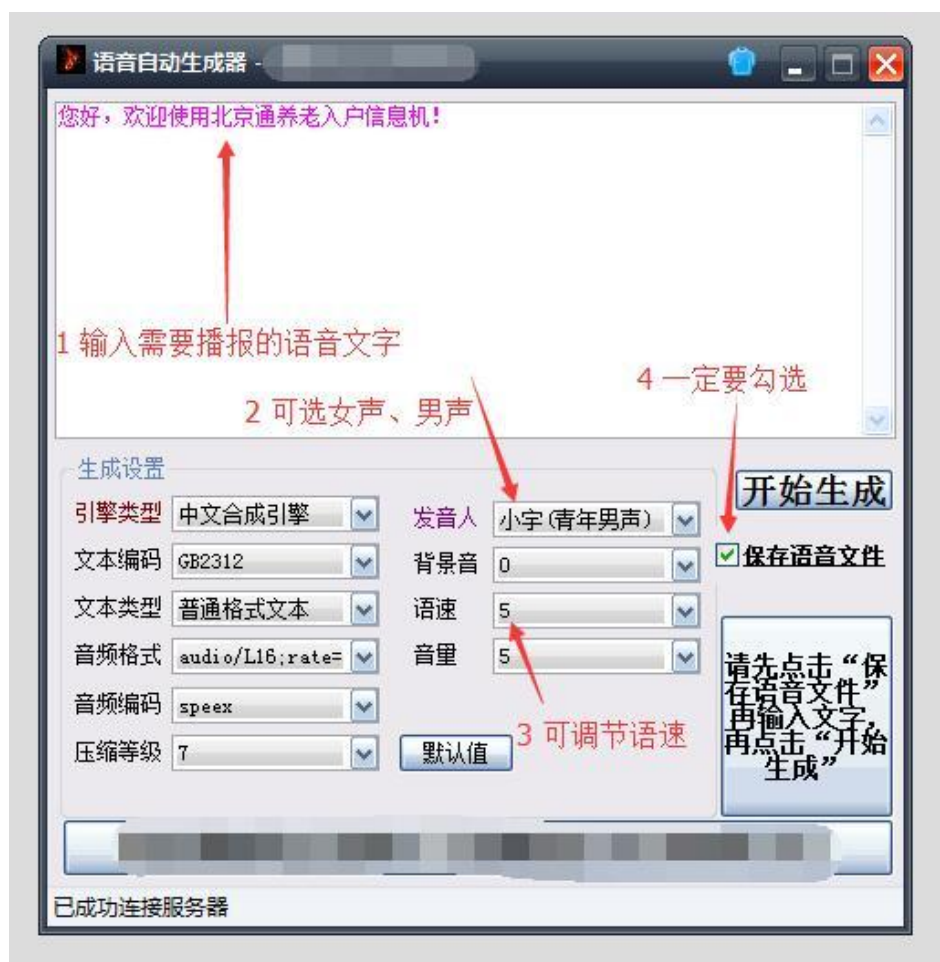 语音自动生成器 -
您好，欢迎使用北京通养老入户信息机！
1 输入需要播报的语音文字
4 一定要勾选
2 可选女声、男声
生成设置
开始生成
引擎类型 中文合成引擎 发音人 小宇(青年男声)
文本编码 GB2312 背景音 0 保存语音文件
文本类型 普通格式文本 语速 5
音频格式 audio/L16;rate= 音量 5
音频编码 speex
3 可调节语速
压缩等级 7 默认值
请先点击“保
存语音文件”
再输入文字,
再点击“开始
生成”
已成功连接服务器